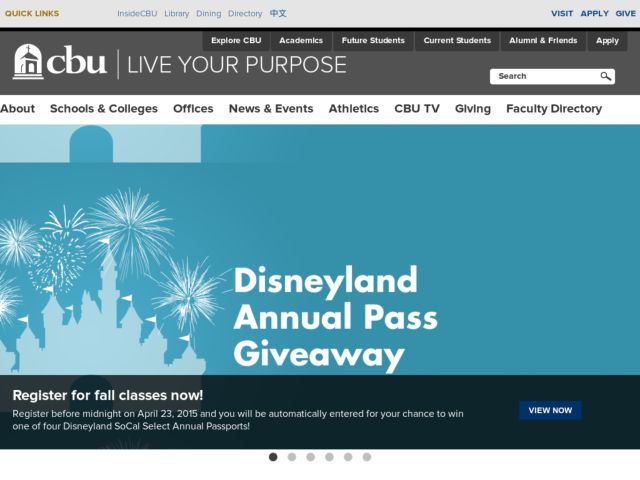 QUICK LINKS InsideCBU Library Dining Directory 中文 VISIT APPLY GIVE
Explore CBU Academics Future Students Current Students Alumni & Friends Apply
cbu LIVE YOUR PURPOSE
Search
About Schools & Colleges Offices News & Events Athletics CBU TV Giving Faculty Directory
Disneyland
Annual Pass
Giveaway
Register for fall classes now!
Register before midnight on April 23, 2015 and you will be automatically entered for your chance to win
one of four Disneyland SoCal Select Annual Passports!
VIEW NOW